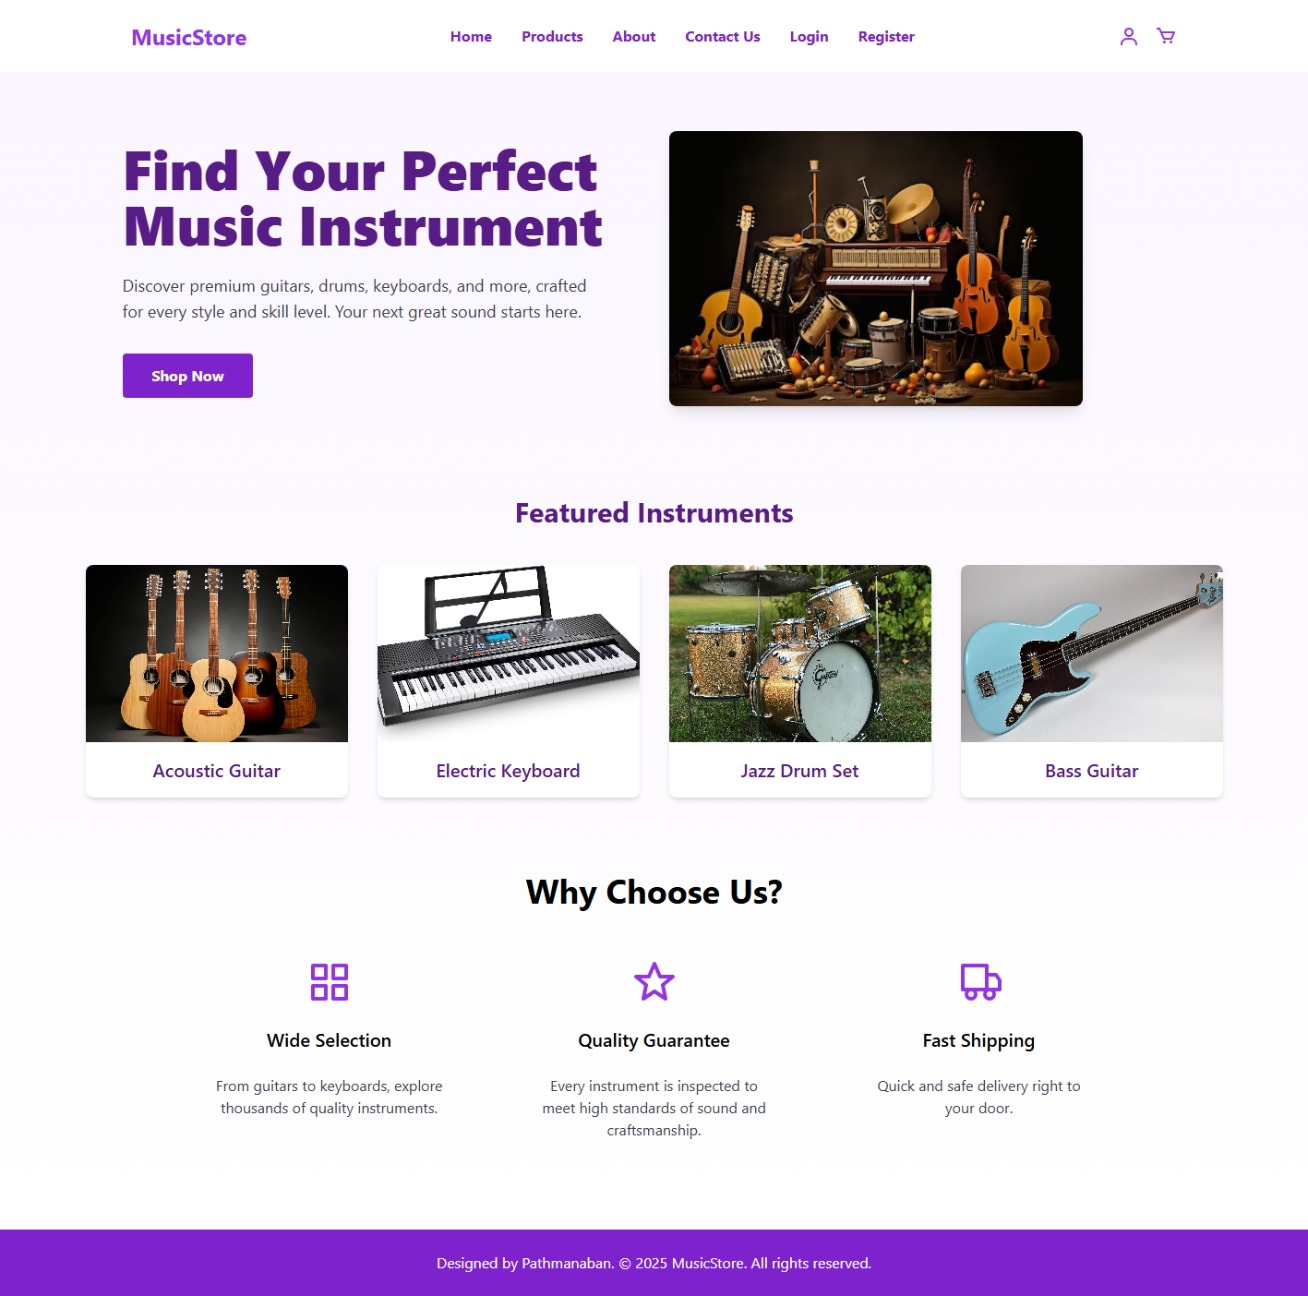 MusicStore
Home Products About Contact Us Login Register
Find Your Perfect
Music Instrument
Discover premium guitars, drums, keyboards, and more, crafted
for every style and skill level. Your next great sound starts here.
Shop Now
Featured Instruments
Gretsch
Acoustic Guitar
Electric Keyboard
Jazz Drum Set
Bass Guitar
Why Choose Us?
Wide Selection
Quality Guarantee
Fast Shipping
From guitars to keyboards, explore
thousands of quality instruments.
Every instrument is inspected to
meet high standards of sound and
craftsmanship.
Quick and safe delivery right to
your door.
Designed by Pathmanaban. © 2025 MusicStore. All rights reserved.